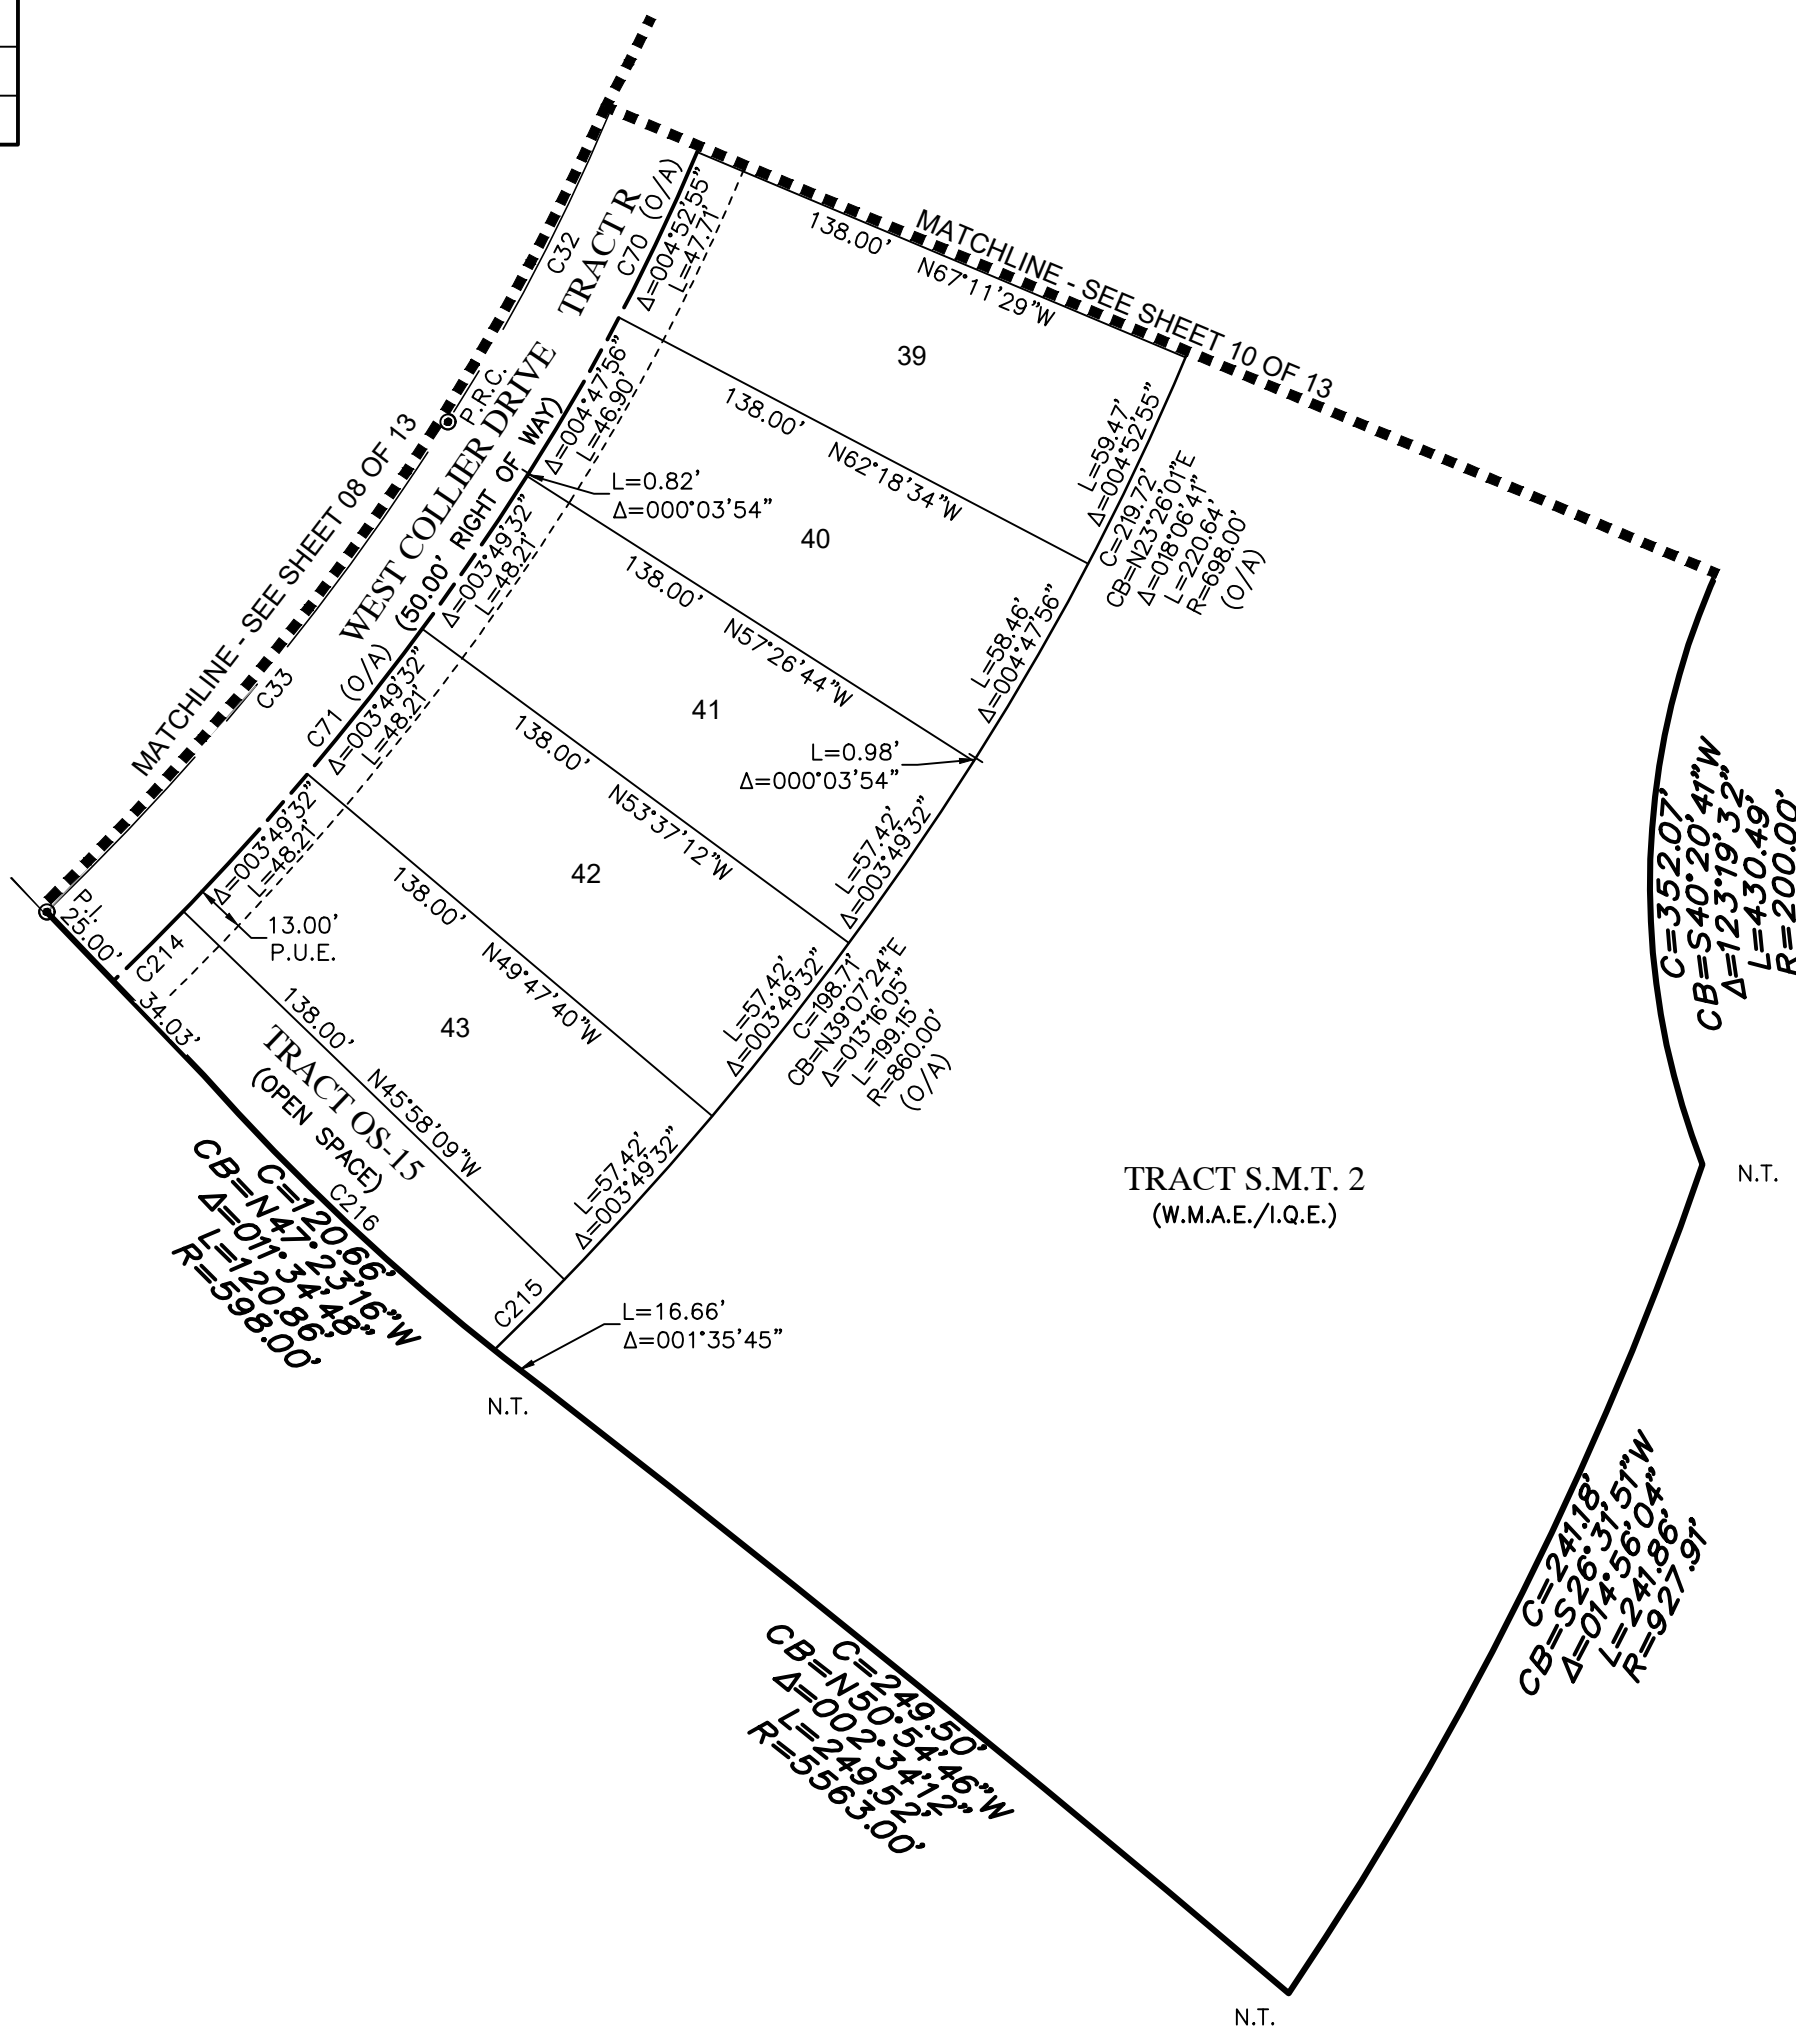 MATCHLINE - SEE SHEET 10 OF 13
138.00'
N67°11'29"W
C32
TRACT R
C70 (O/A)
Δ=004°52'55"
L=47.71'
39
P.R.C.
MATCHLINE - SEE SHEET 08 OF 13
WEST COLLIER DRIVE
(50.00' RIGHT OF WAY)
Δ=004°47'56"
L=46.90'
138.00'
N62°18'34"W
L=59.47'
Δ=004°52'55"
C=219.72'
CB=N23°26'01"E
Δ=018°06'41"
L=220.64'
R=698.00'
(O/A)
L=0.82'
Δ=000°03'54"
40
Δ=003°49'32"
L=48.21'
138.00'
N57°26'44"W
L=58.46'
Δ=004°47'56"
C33
C71 (O/A)
Δ=003°49'32"
L=48.21'
41
L=0.98'
Δ=000°03'54"
138.00'
N53°37'12"W
C=352.07'
CB=S40°20'41"W
Δ=123°19'32"
L=430.49'
R=200.00'
Δ=003°49'32"
L=48.21'
42
L=57.42'
Δ=003°49'32"
P.I.
25.00'
C214
13.00'
P.U.E.
138.00'
N49°47'40"W
34.03'
43
L=57.42'
Δ=003°49'32"
C=198.71'
CB=N39°07'24"E
Δ=013°16'05"
L=199.15'
R=860.00'
(O/A)
138.00'
N45°58'09"W
TRACT OS-15
(OPEN SPACE)
C216
L=57.42'
Δ=003°49'32"
TRACT S.M.T. 2
(W.M.A.E./I.Q.E.)
N.T.
C=120.66'
CB=N47°23'16"W
Δ=011°34'48"
L=120.86'
R=598.00'
C215
L=16.66'
Δ=001°35'45"
N.T.
C=241.18'
CB=S26°31'51"W
Δ=014°56'04"
L=241.86'
R=927.91'
C=249.50'
CB=N50°54'46"W
Δ=002°34'12"
L=249.52'
R=5563.00'
N.T.